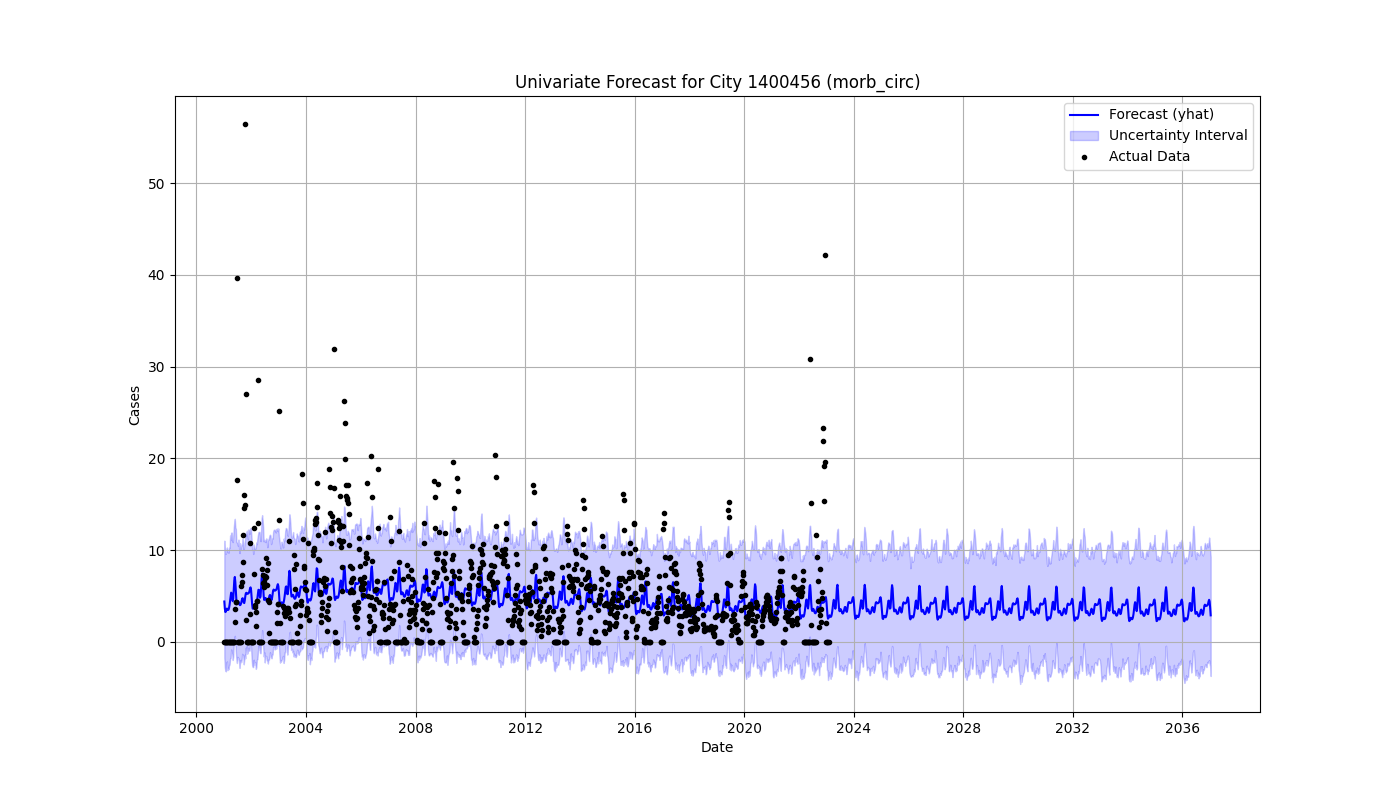 Univariate Forecast for City 1400456 (morb_circ)
Forecast (yhat)
Uncertainty Interval
Actual Data
Cases
50
40
30
20
10
0
2000 2004 2008 2012 2016 2020 2024 2028 2032 2036
Date